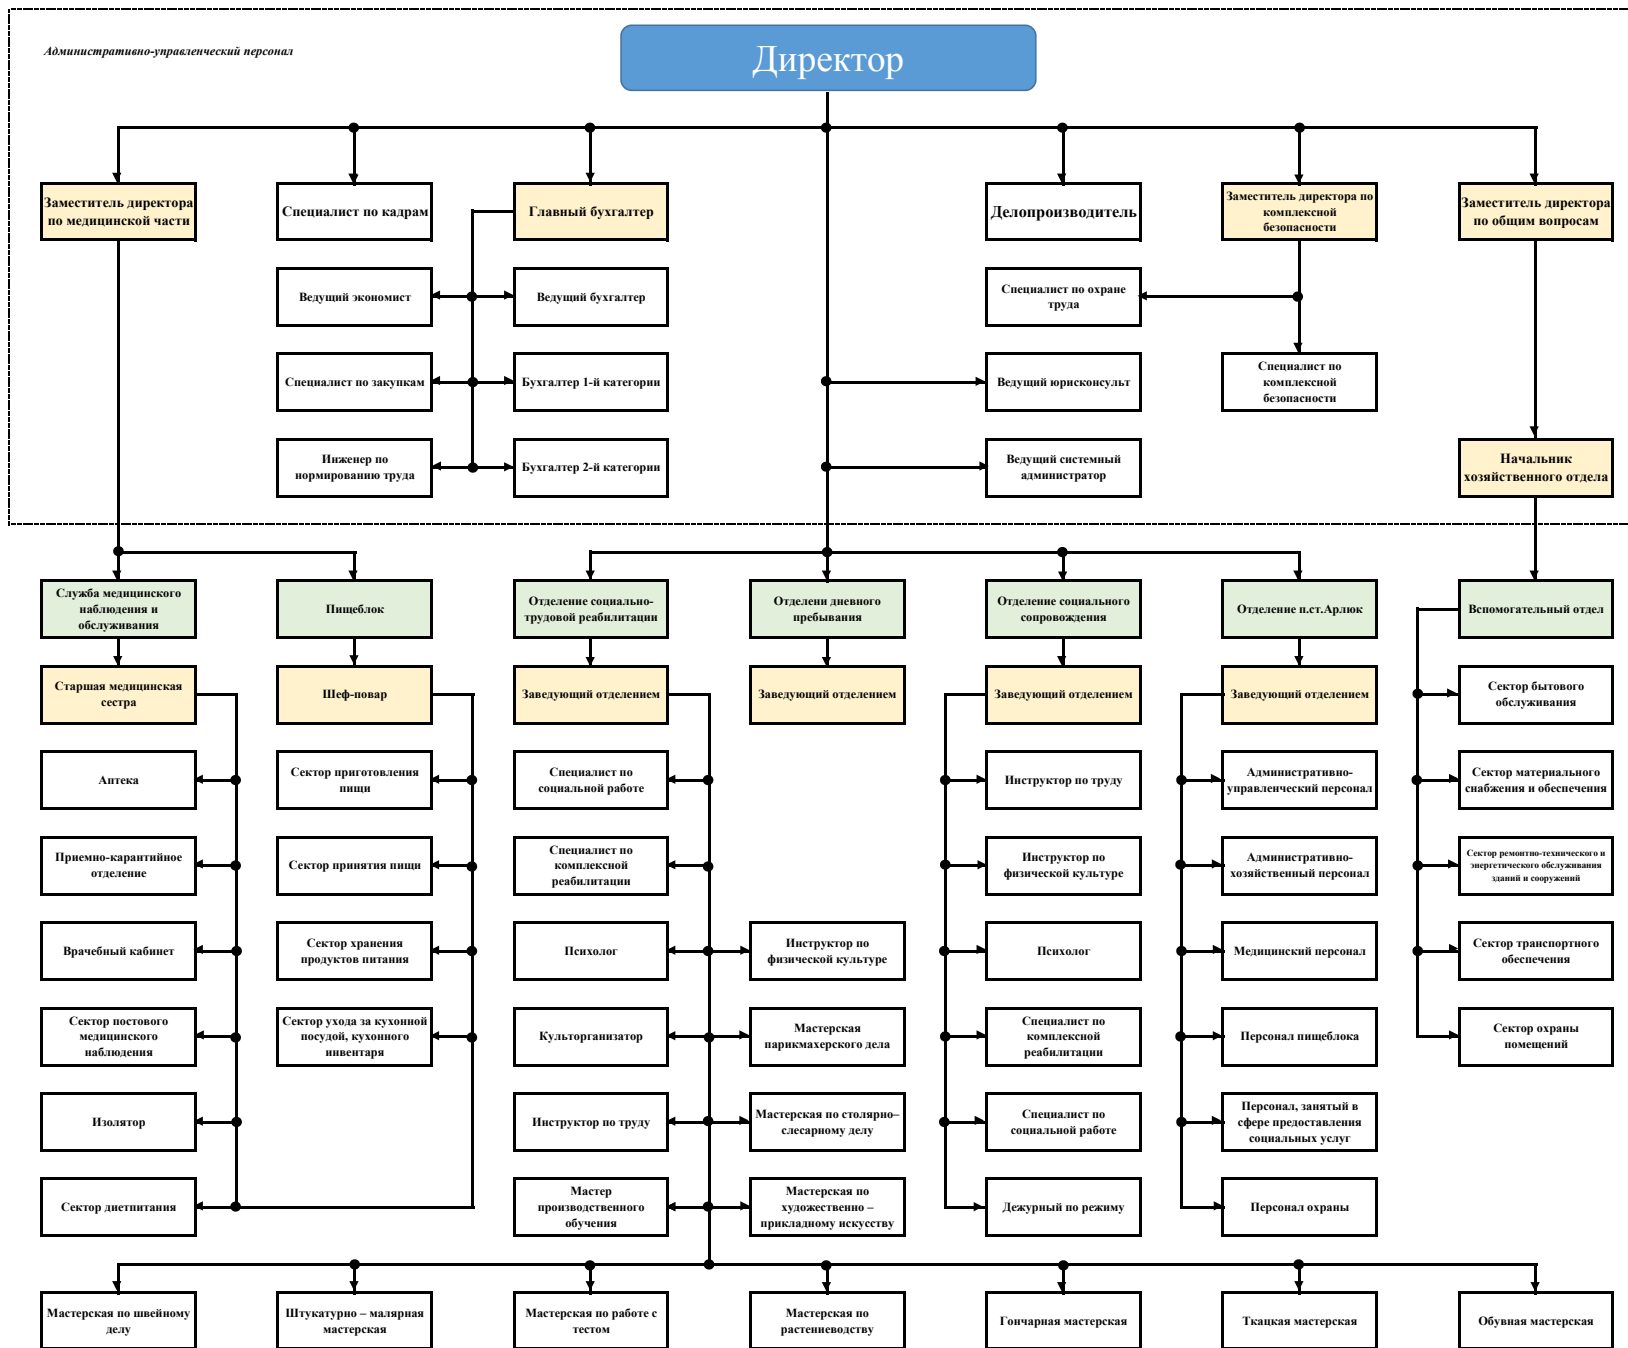 Административно-управленческий персонал
Директор
Заместитель директора
по медицинской части
Специалист по кадрам
Главный бухгалтер
Делопроизводитель
Заместитель директора по
комплексной
безопасности
Заместитель директора
по общим вопросам
Ведущий экономист
Ведущий бухгалтер
Специалист по охране
труда
Специалист по закупкам
Бухгалтер 1-й категории
Ведущий юрисконсульт
Специалист по
комплексной
безопасности
Инженер по
нормированию труда
Бухгалтер 2-й категории
Ведущий системный
администратор
Начальник
хозяйственного отдела
Служба медицинского
наблюдения и
обслуживания
Пищеблок
Отделение социально-
трудовой реабилитации
Отделени дневного
пребывания
Отделение социального
сопровождения
Отделение п.ст.Арлюк
Вспомогательный отдел
Старшая медицинская
сестра
Шеф-повар
Заведующий отделением
Заведующий отделением
Заведующий отделением
Заведующий отделением
Сектор бытового
обслуживания
Аптека
Сектор приготовления
пищи
Специалист по
социальной работе
Инструктор по труду
Административно-
управленческий персонал
Сектор материального
снабжения и обеспечения
Приемно-карантийное
отделение
Сектор принятия пищи
Специалист по
комплексной
реабилитации
Инструктор по
физической культуре
Административно-
хозяйственный персонал
Сектор ремонтно-технического и
энергетического обслуживания
зданий и сооружений
Врачебный кабинет
Сектор хранения
продуктов питания
Психолог
Инструктор по
физической культуре
Психолог
Медицинский персонал
Сектор транспортного
обеспечения
Сектор постового
медицинского
наблюдения
Сектор ухода за кухонной
посудой, кухонного
инвентаря
Культорганизатор
Мастерская
парикмахерского дела
Специалист по
комплексной
реабилитации
Персонал пищеблока
Сектор охраны
помещений
Изолятор
Инструктор по труду
Мастерская по столярно–
слесарному делу
Специалист по
социальной работе
Персонал, занятый в
сфере предоставления
социальных услуг
Сектор диетпитания
Мастер
производственного
обучения
Мастерская по
художественно –
прикладному искусству
Дежурный по режиму
Персонал охраны
Мастерская по швейному
делу
Штукатурно – малярная
мастерская
Мастерская по работе с
тестом
Мастерская по
растениеводству
Гончарная мастерская
Ткацкая мастерская
Обувная мастерская